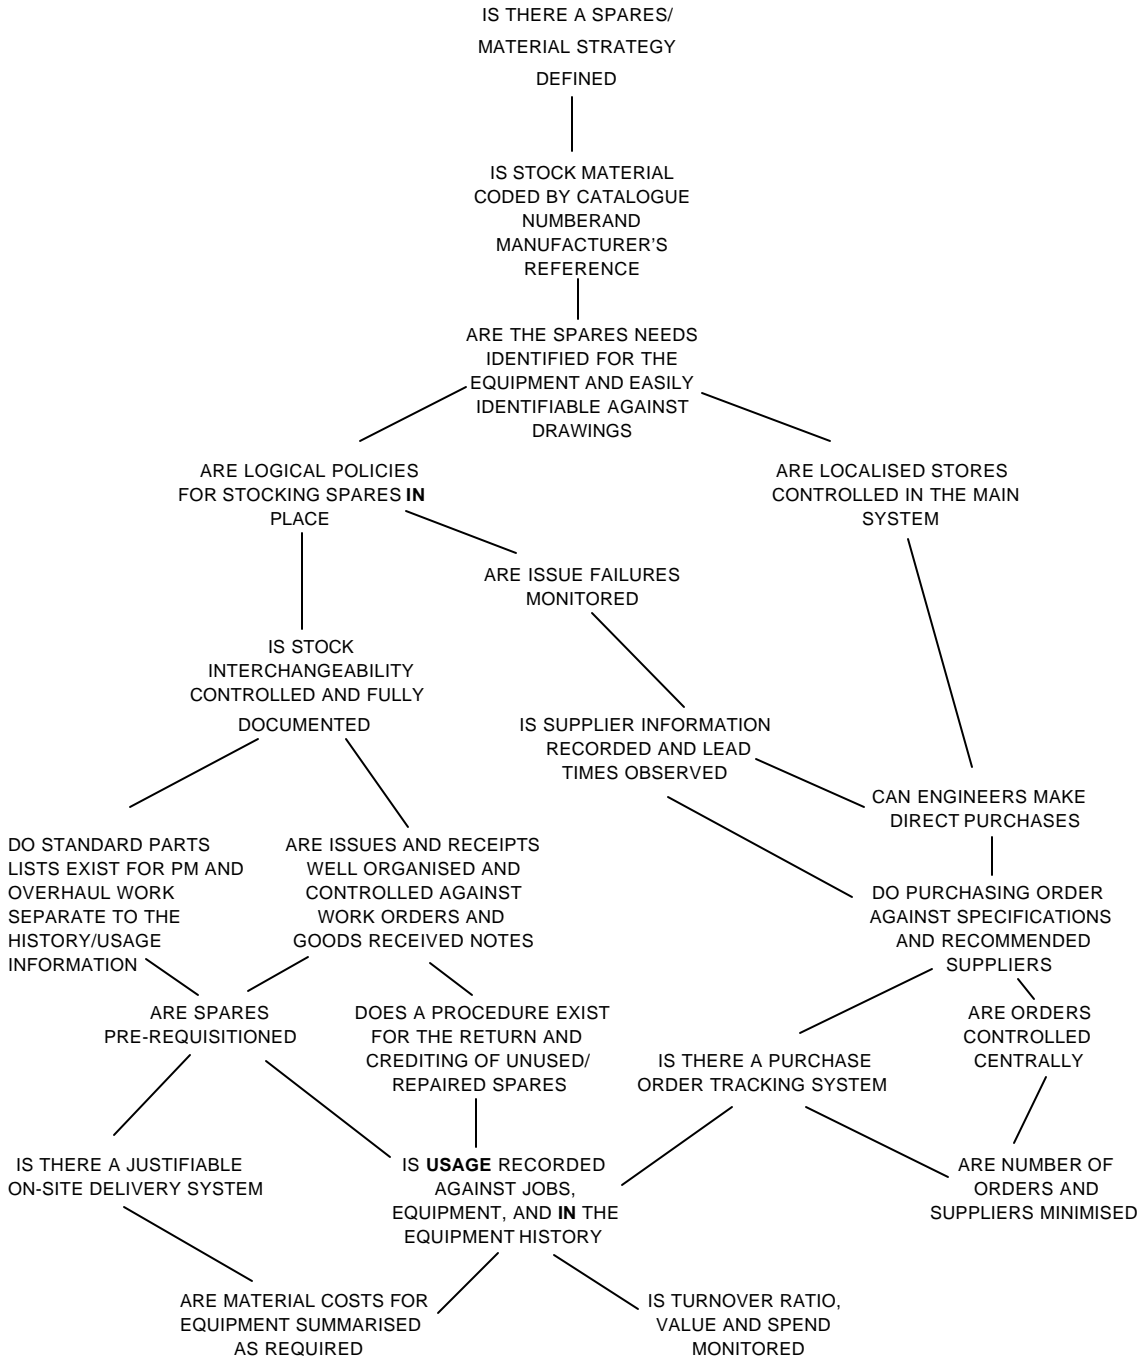 IS THERE A SPARES/
MATERIAL STRATEGY
DEFINED
IS STOCK MATERIAL
CODED BY CATALOGUE
NUMBERAND
MANUFACTURER'S
REFERENCE
ARE THE SPARES NEEDS
IDENTIFIED FOR THE
EQUIPMENT AND EASILY
IDENTIFIABLE AGAINST
DRAWINGS
ARE LOGICAL POLICIES
FOR STOCKING SPARES IN
PLACE
ARE LOCALISED STORES
CONTROLLED IN THE MAIN
SYSTEM
ARE ISSUE FAILURES
MONITORED
IS STOCK
INTERCHANGEABILITY
CONTROLLED AND FULLY
DOCUMENTED
IS SUPPLIER INFORMATION
RECORDED AND LEAD
TIMES OBSERVED
CAN ENGINEERS MAKE
DIRECT PURCHASES
DO STANDARD PARTS
LISTS EXIST FOR PM AND
OVERHAUL WORK
SEPARATE TO THE
HISTORY/USAGE
INFORMATION
ARE ISSUES AND RECEIPTS
WELL ORGANISED AND
CONTROLLED AGAINST
WORK ORDERS AND
GOODS RECEIVED NOTES
DO PURCHASING ORDER
AGAINST SPECIFICATIONS
AND RECOMMENDED
SUPPLIERS
ARE SPARES
PRE-REQUISITIONED
DOES A PROCEDURE EXIST
FOR THE RETURN AND
CREDITING OF UNUSED/
REPAIRED SPARES
IS THERE A PURCHASE
ORDER TRACKING SYSTEM
ARE ORDERS
CONTROLLED
CENTRALLY
IS THERE A JUSTIFIABLE
ON-SITE DELIVERY SYSTEM
IS USAGE RECORDED
AGAINST JOBS,
EQUIPMENT, AND IN THE
EQUIPMENT HISTORY
ARE NUMBER OF
ORDERS AND
SUPPLIERS MINIMISED
ARE MATERIAL COSTS FOR
EQUIPMENT SUMMARISED
AS REQUIRED
IS TURNOVER RATIO,
VALUE AND SPEND
MONITORED